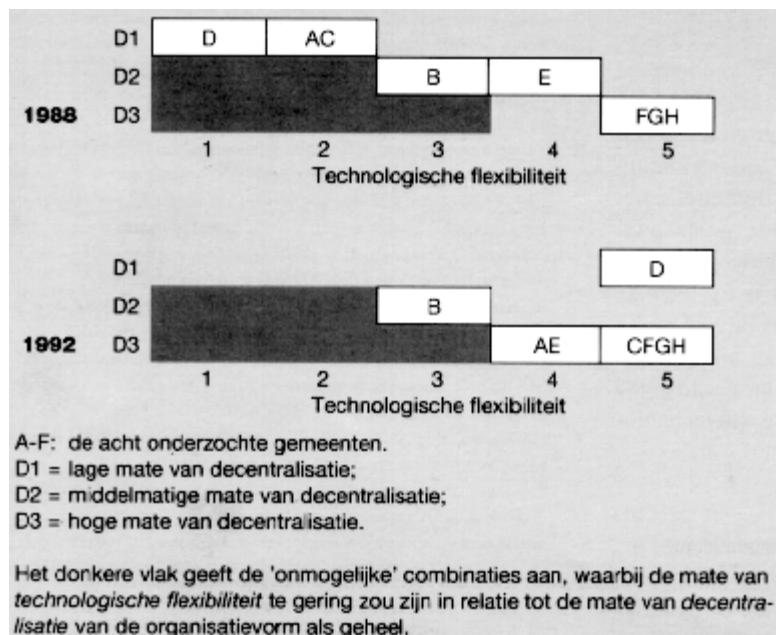 D1 D AC
D2 B E
1988 D3 FGH
1 2 3 4 5
Technologische flexibiliteit
D1 D
D2 B
1992 D3 AE CFGH
1 2 3 4 5
Technologische flexibiliteit
A-F: de acht onderzochte gemeenten.
D1 = lage mate van decentralisatie;
D2 = middelmatige mate van decentralisatie;
D3 = hoge mate van decentralisatie.
Het donkere vlak geeft de 'onmogelijke' combinaties aan, waarbij de mate van
technologische flexibiliteit te gering zou zijn in relatie tot de mate van decentra-
lisatie van de organisatievorm als geheel.